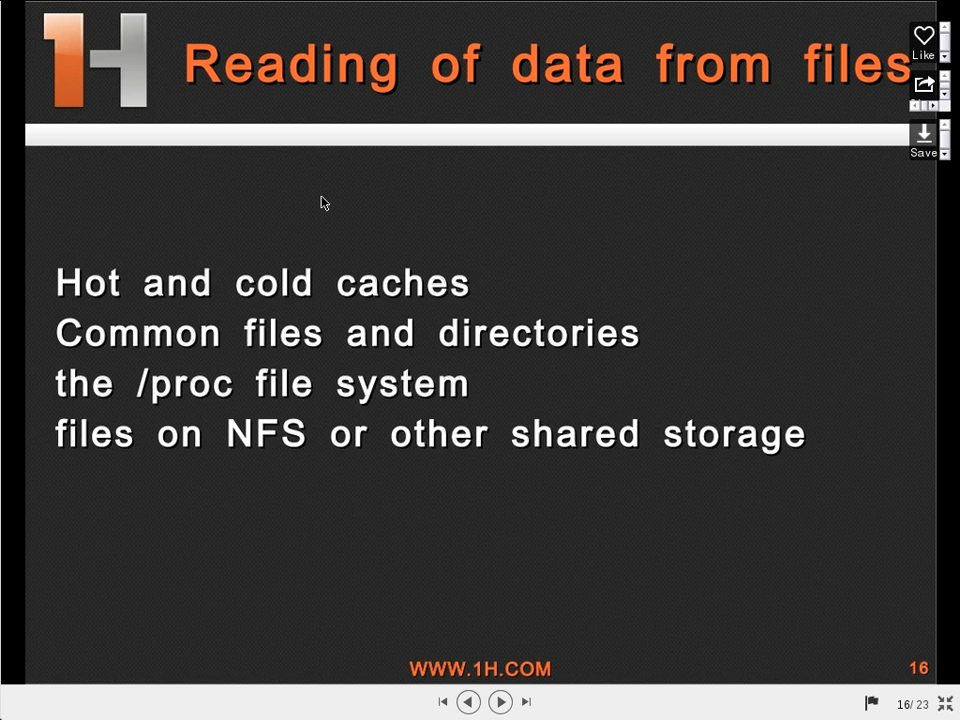 1H
Reading of data from files
Like
Save
Hot and cold caches
Common files and directories
the /proc file system
files on NFS or other shared storage
WWW.1H.COM
16
16/ 23